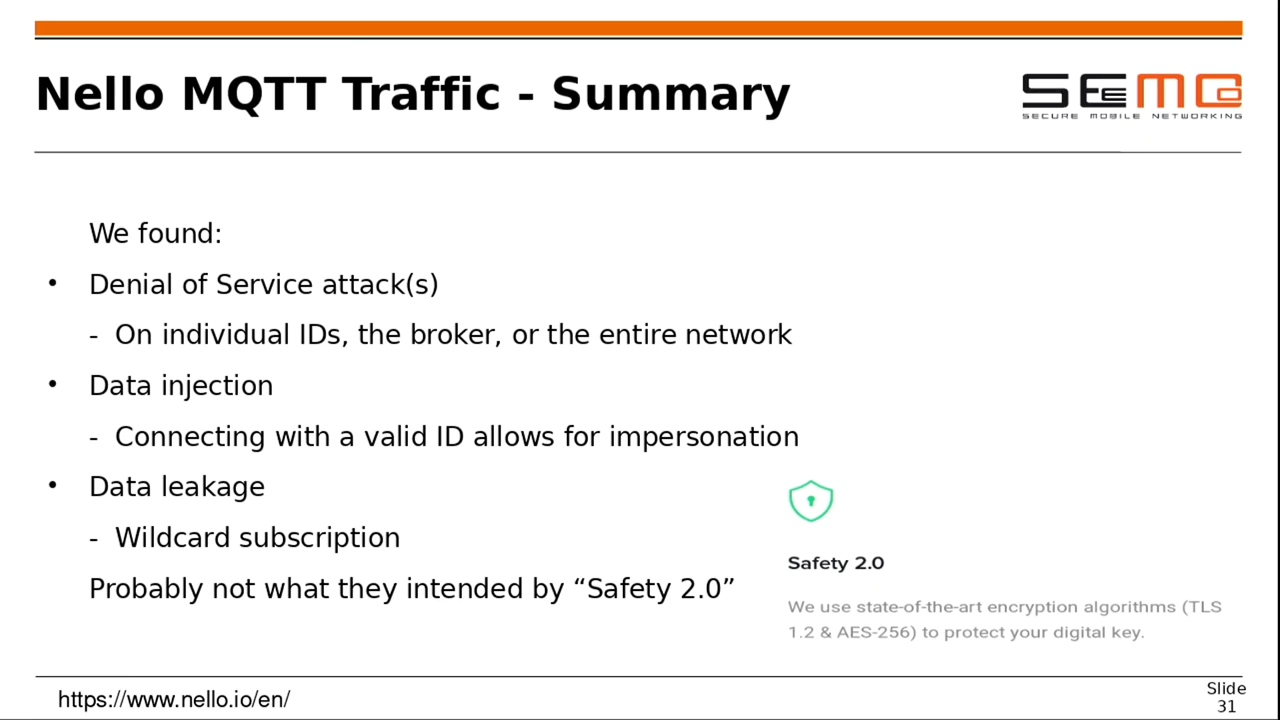 Nello MQTT Traffic - Summary
SEMO
SECURE MOBILE NETWORKING
We found:
• Denial of Service attack(s)
- On individual IDs, the broker, or the entire network
• Data injection
- Connecting with a valid ID allows for impersonation
• Data leakage
- Wildcard subscription
Probably not what they intended by “Safety 2.0”
Safety 2.0
We use state-of-the-art encryption algorithms (TLS
1.2 & AES-256) to protect your digital key.
https://www.nello.io/en/
Slide
31